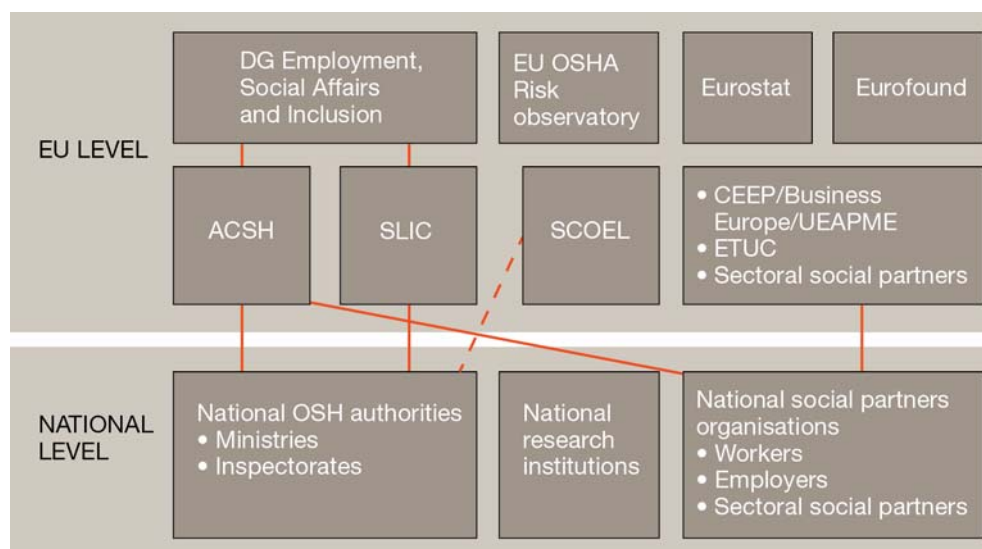 EU LEVEL
DG Employment,
Social Affairs
and Inclusion
EU OSHA
Risk
observatory
Eurostat
Eurofound
ACSH
SLIC
SCOEL
• CEEP/Business
Europe/UEAPME
• ETUC
• Sectoral social partners
NATIONAL
LEVEL
National OSH authorities
• Ministries
• Inspectorates
National
research
institutions
National social partners
organisations
• Workers
• Employers
• Sectoral social partners